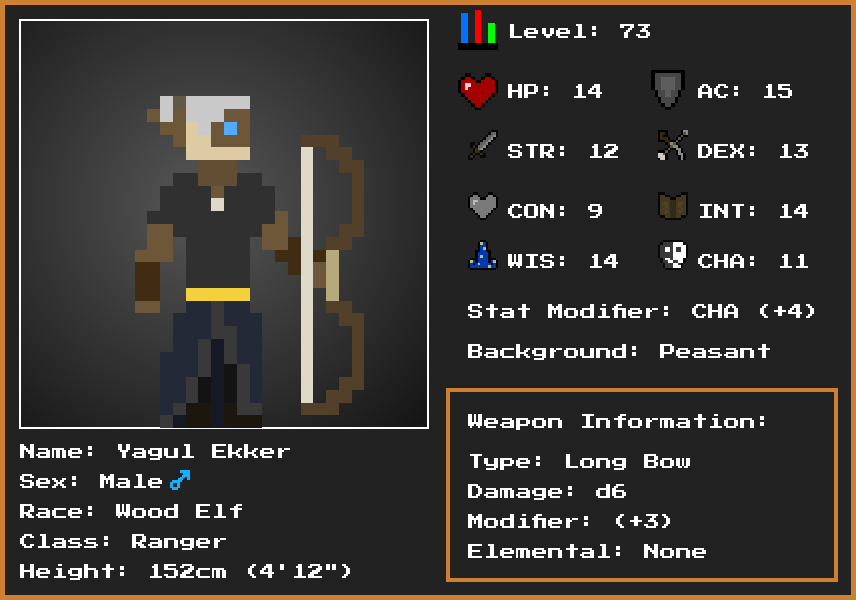 Level: 73
HP: 14
AC: 15
STR: 12
DEX: 13
CON: 9
INT: 14
WIS: 14
CHA: 11
Stat Modifier: CHA (+4)
Background: Peasant
Weapon Information:
Type: Long Bow
Damage: d6
Modifier: (+3)
Elemental: None
Name: Yagul Ekker
Sex: Male ♂
Race: Wood Elf
Class: Ranger
Height: 152cm (4'12")